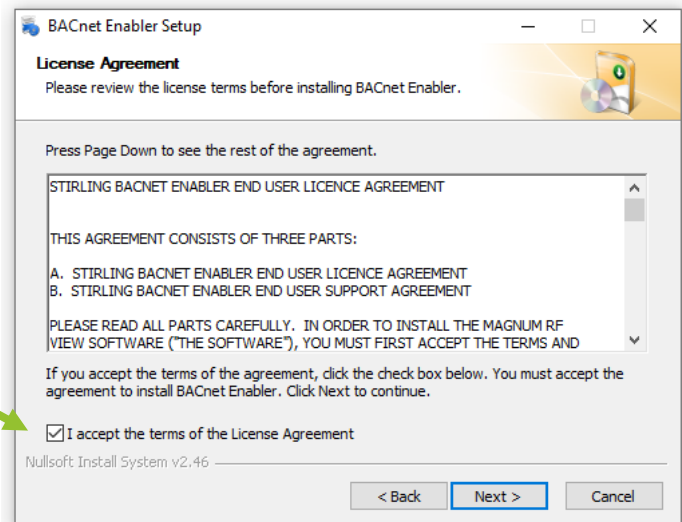 BACnet Enabler Setup
License Agreement
Please review the license terms before installing BACnet Enabler.
Press Page Down to see the rest of the agreement.
STIRLING BACNET ENABLER END USER LICENCE AGREEMENT
THIS AGREEMENT CONSISTS OF THREE PARTS:
A. STIRLING BACNET ENABLER END USER LICENCE AGREEMENT
B. STIRLING BACNET ENABLER END USER SUPPORT AGREEMENT
PLEASE READ ALL PARTS CAREFULLY. IN ORDER TO INSTALL THE MAGNUM RF
VIEW SOFTWARE ("THE SOFTWARE"), YOU MUST FIRST ACCEPT THE TERMS AND
If you accept the terms of the agreement, click the check box below. You must accept the
agreement to install BACnet Enabler. Click Next to continue.
I accept the terms of the License Agreement
Nullsoft Install System v2.46
< Back Next > Cancel